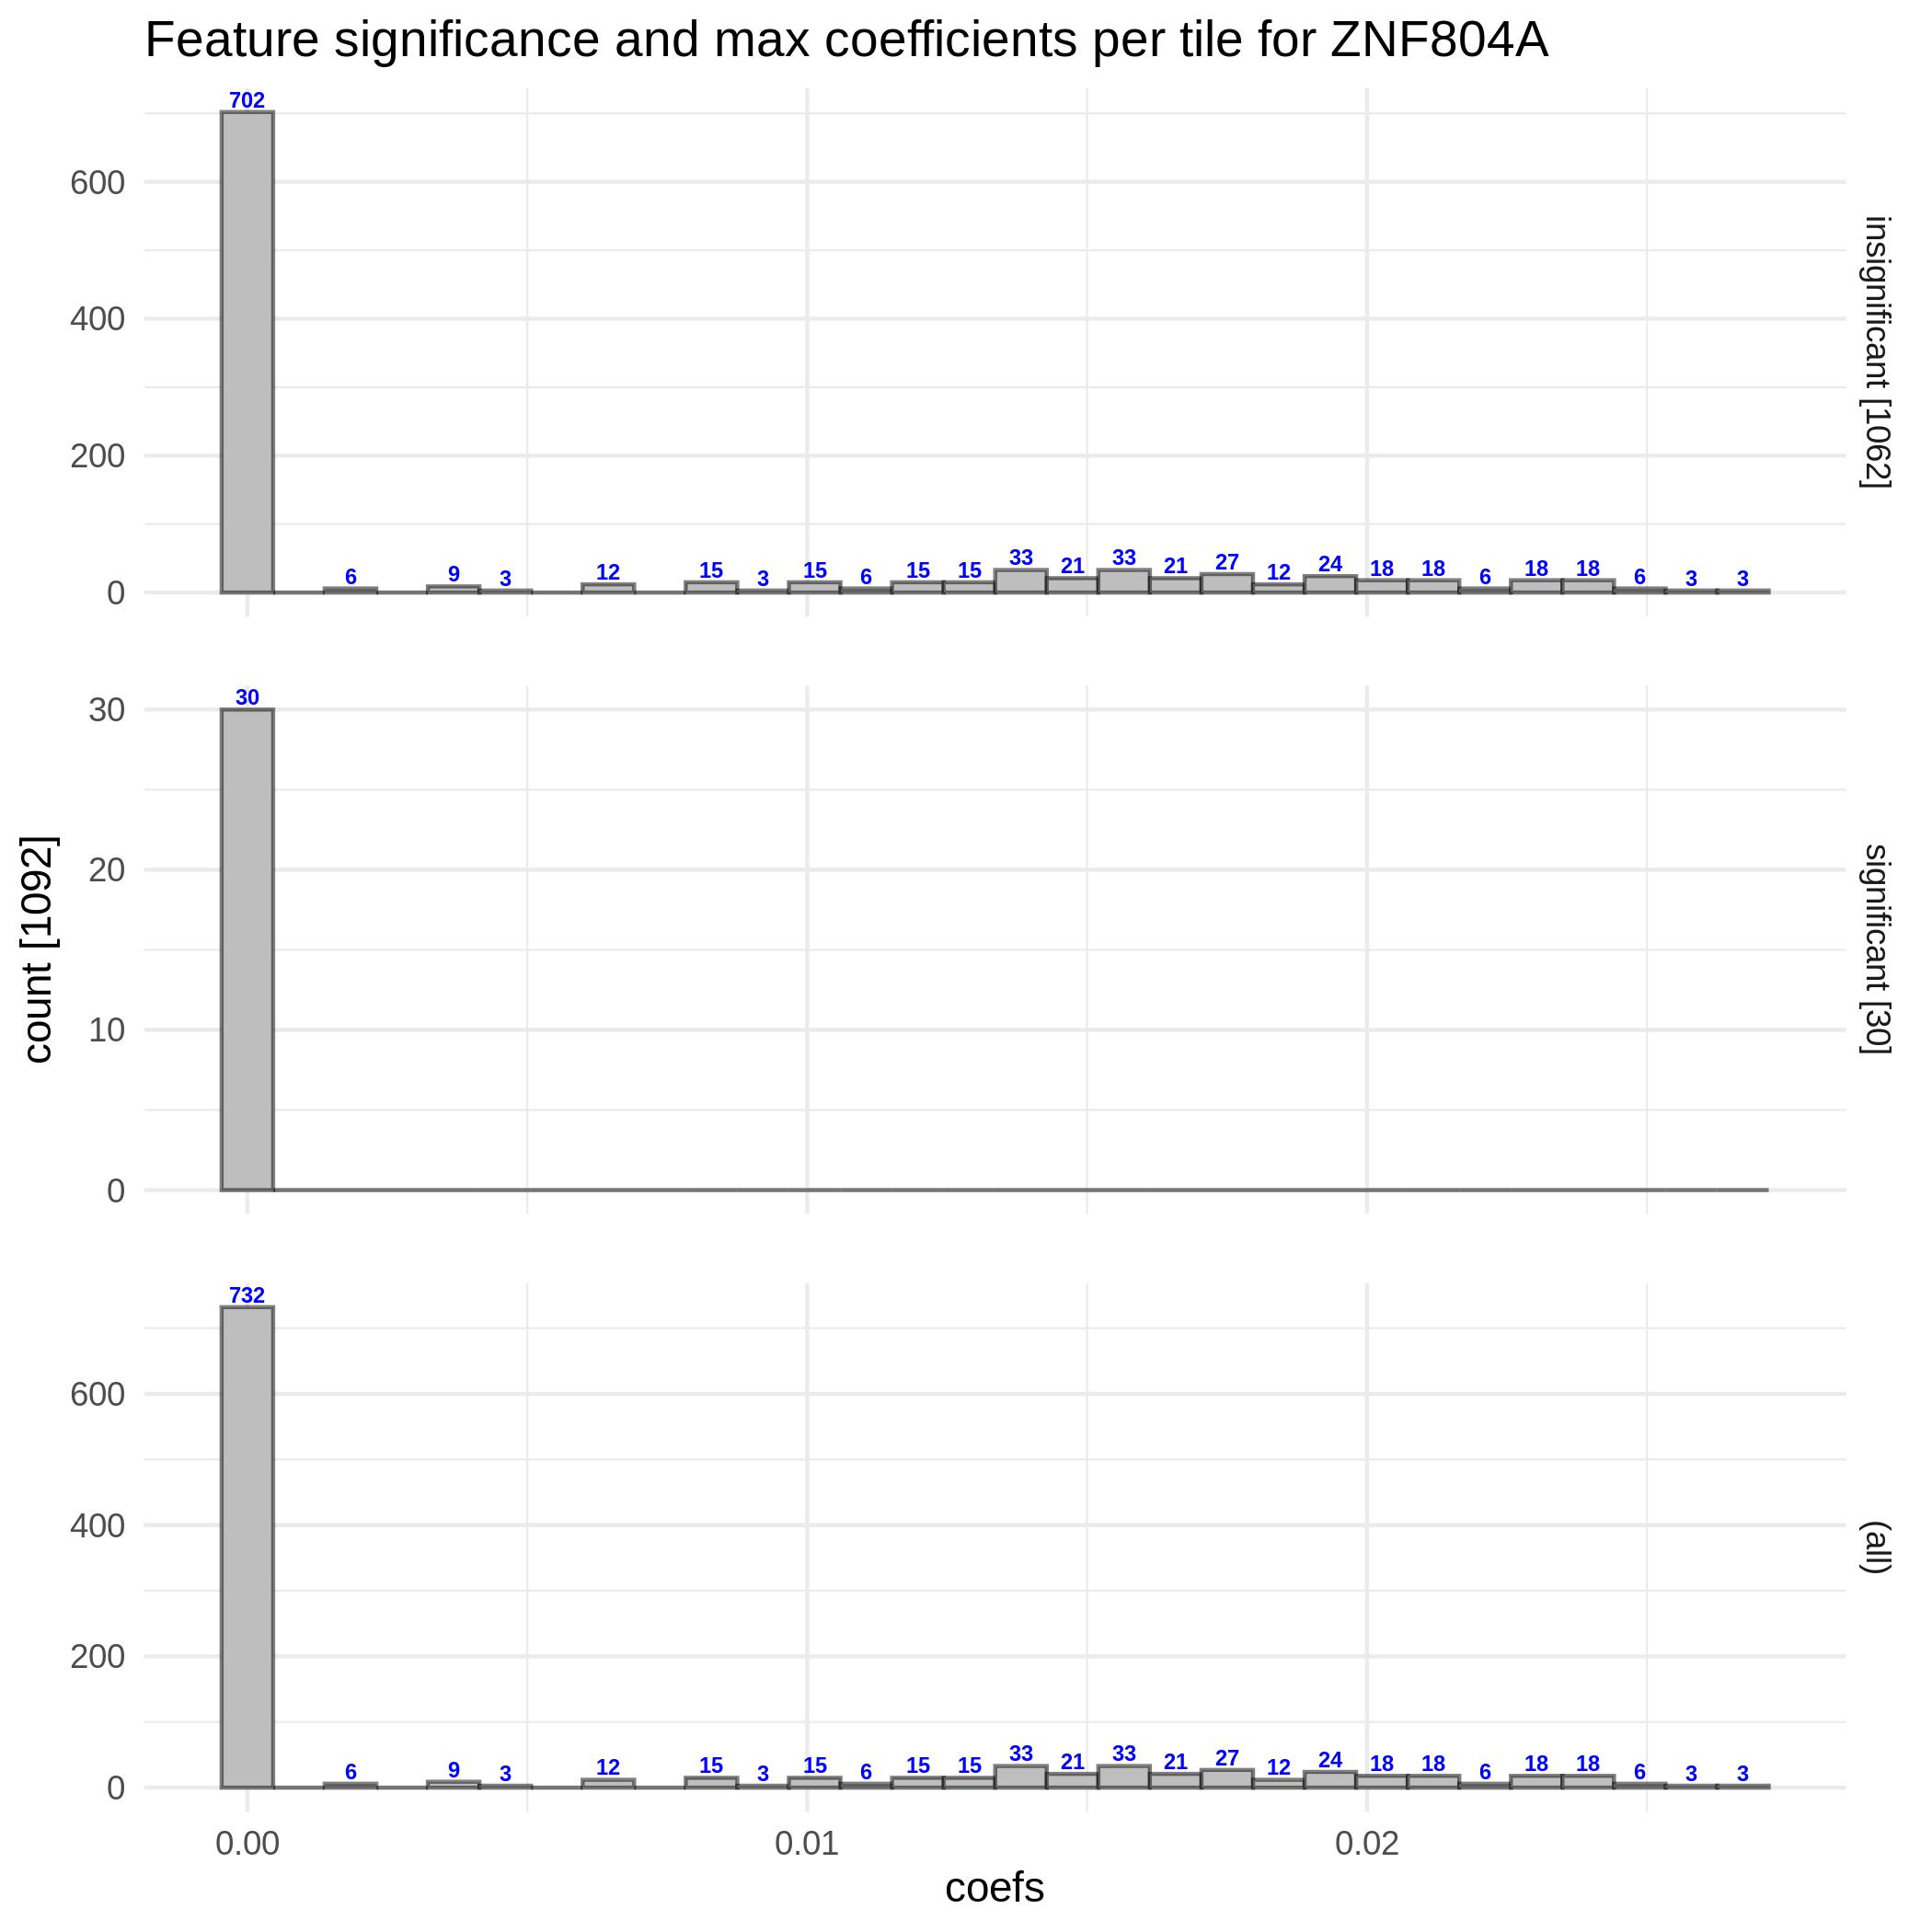 Feature significance and max coefficients per tile for ZNF804A
702
600
400
200
0
6 9 3 12 15 3 15 6 15 15 33 21 33 21 27 12 24 18 18 6 18 18 6 3 3
insignificant [1062]
30
30
20
10
0
significant [30]
count [1092]
732
600
400
200
0
6 9 3 12 15 3 15 6 15 15 33 21 33 21 27 12 24 18 18 6 18 18 6 3 3
(all)
0.00 0.01 0.02
coefs